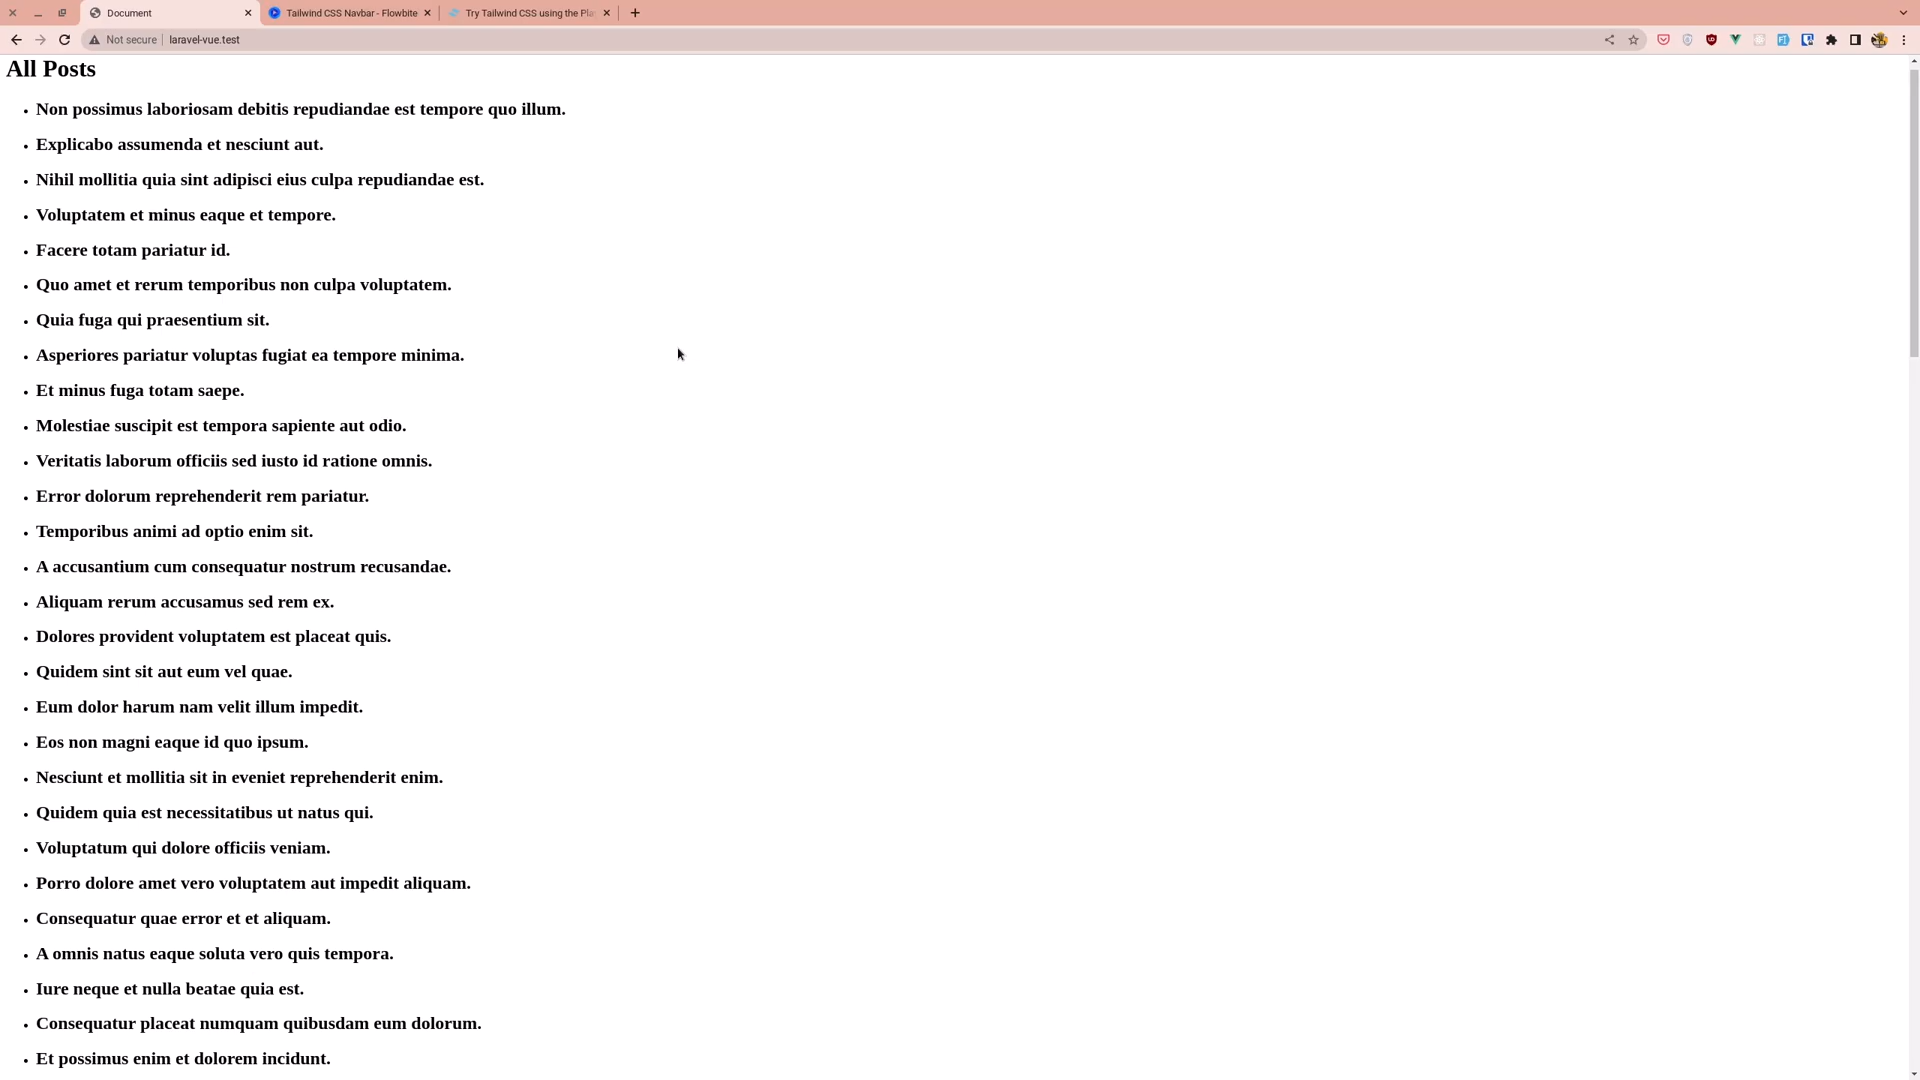 Document
Tailwind CSS Navbar - Flowbite
Try Tailwind CSS using the Pla
Not secure
laravel-vue.test
All Posts
Non possimus laboriosam debitis repudiandae est tempore quo illum.
Explicabo assumenda et nesciunt aut.
Nihil mollitia quia sint adipisci eius culpa repudiandae est.
Voluptatem et minus eaque et tempore.
Facere totam pariatur id.
Quo amet et rerum temporibus non culpa voluptatem.
Quia fuga qui praesentium sit.
Asperiores pariatur voluptas fugiat ea tempore minima.
Et minus fuga totam saepe.
Molestiae suscipit est tempora sapiente aut odio.
Veritatis laborum officiis sed iusto id ratione omnis.
Error dolorum reprehenderit rem pariatur.
Temporibus animi ad optio enim sit.
A accusantium cum consequatur nostrum recusandae.
Aliquam rerum accusamus sed rem ex.
Dolores provident voluptatem est placeat quis.
Quidem sint sit aut eum vel quae.
Eum dolor harum nam velit illum impedit.
Eos non magni eaque id quo ipsum.
Nesciunt et mollitia sit in eveniet reprehenderit enim.
Quidem quia est necessitatibus ut natus qui.
Voluptatum qui dolore officiis veniam.
Porro dolore amet vero voluptatem aut impedit aliquam.
Consequatur quae error et et aliquam.
A omnis natus eaque soluta vero quis tempora.
Iure neque et nulla beatae quia est.
Consequatur placeat numquam quibusdam eum dolorum.
Et possimus enim et dolorem incidunt.